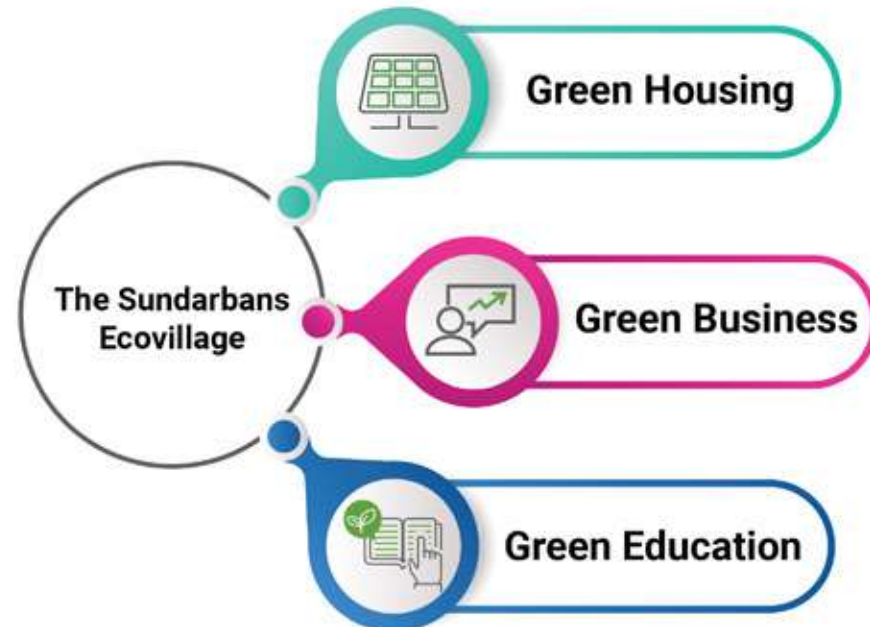 Green Housing
The Sundarbans
Ecovillage
Green Business
Green Education